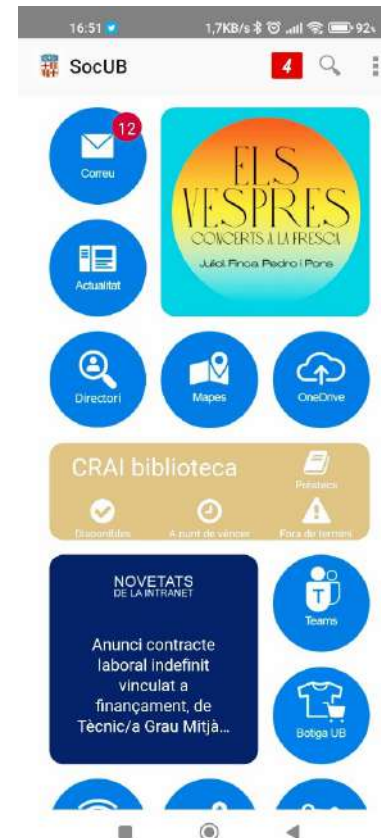 16:51 1,7KB/s 92%
SocUB 4
12
Correu
ELS
VESPRES
CONCERTS A LA FRESCA
Juliol. Finca Pedro i Pons
Actualitat
Directori
Mapes
OneDrive
CRAI biblioteca
Préstecs
Disponibles
A punt de vèncer
Fora de termini
NOVETATS
DE LA INTRANET
Anunci contracte
laboral indefinit
vinculat a
finançament, de
Tècnic/a Grau Mitjà...
T
Teams
Botiga UB